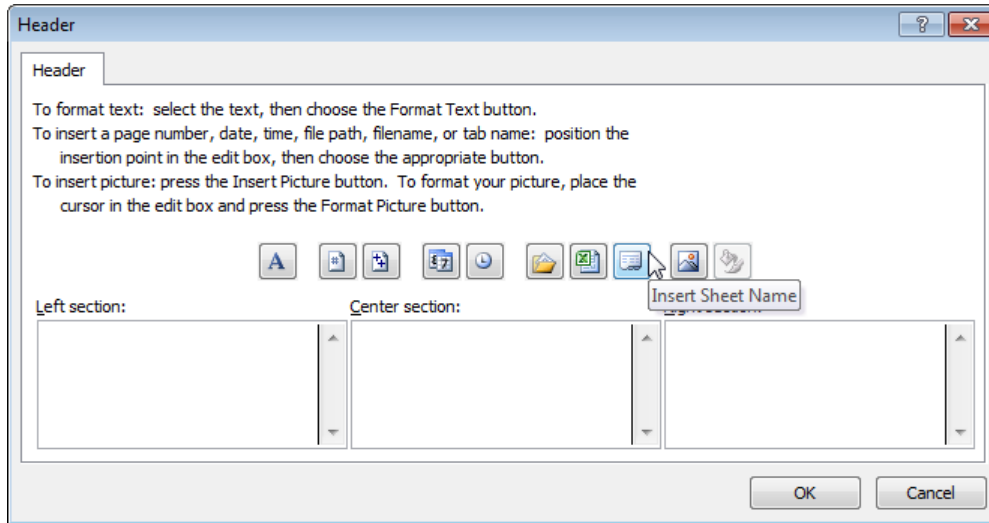 Header
Header
To format text: select the text, then choose the Format Text button.
To insert a page number, date, time, file path, filename, or tab name: position the
insertion point in the edit box, then choose the appropriate button.
To insert picture: press the Insert Picture button. To format your picture, place the
cursor in the edit box and press the Format Picture button.
A
Insert Sheet Name
Left section:
Center section:
OK
Cancel